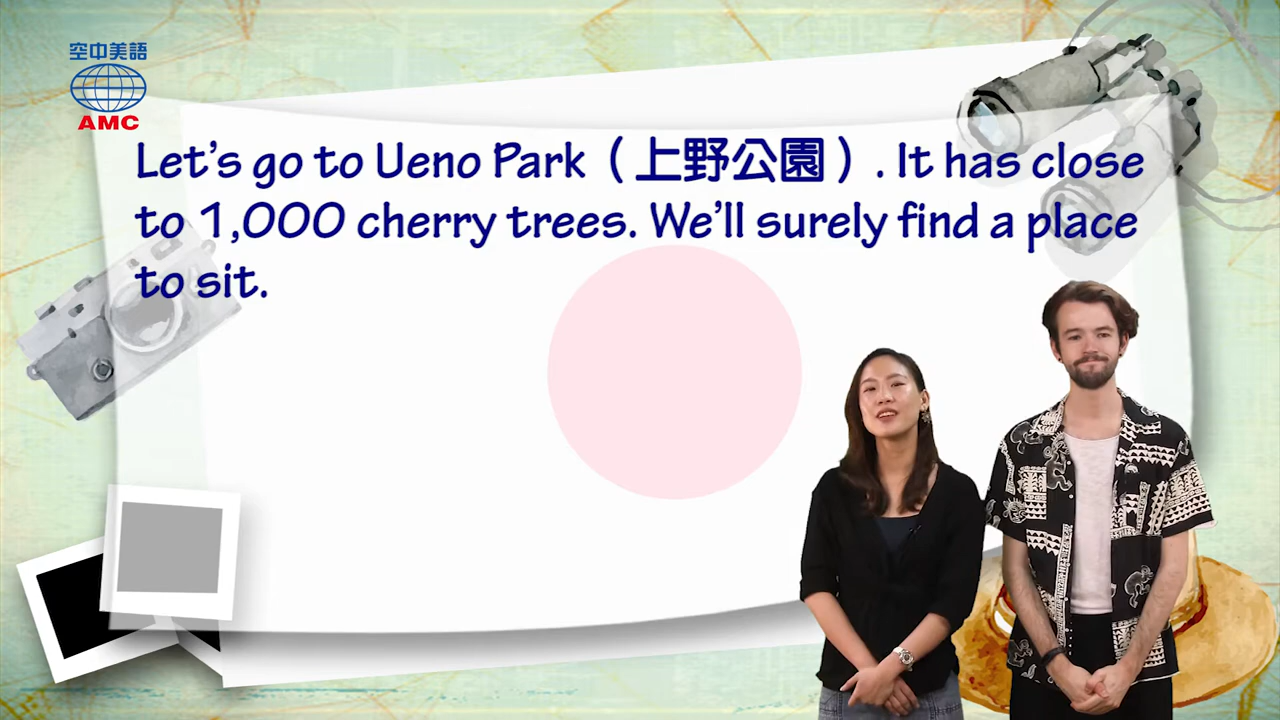 空中美語
AMC
Let's go to Ueno Park（上野公園）. It has close
to 1,000 cherry trees. We'll surely find a place
to sit.